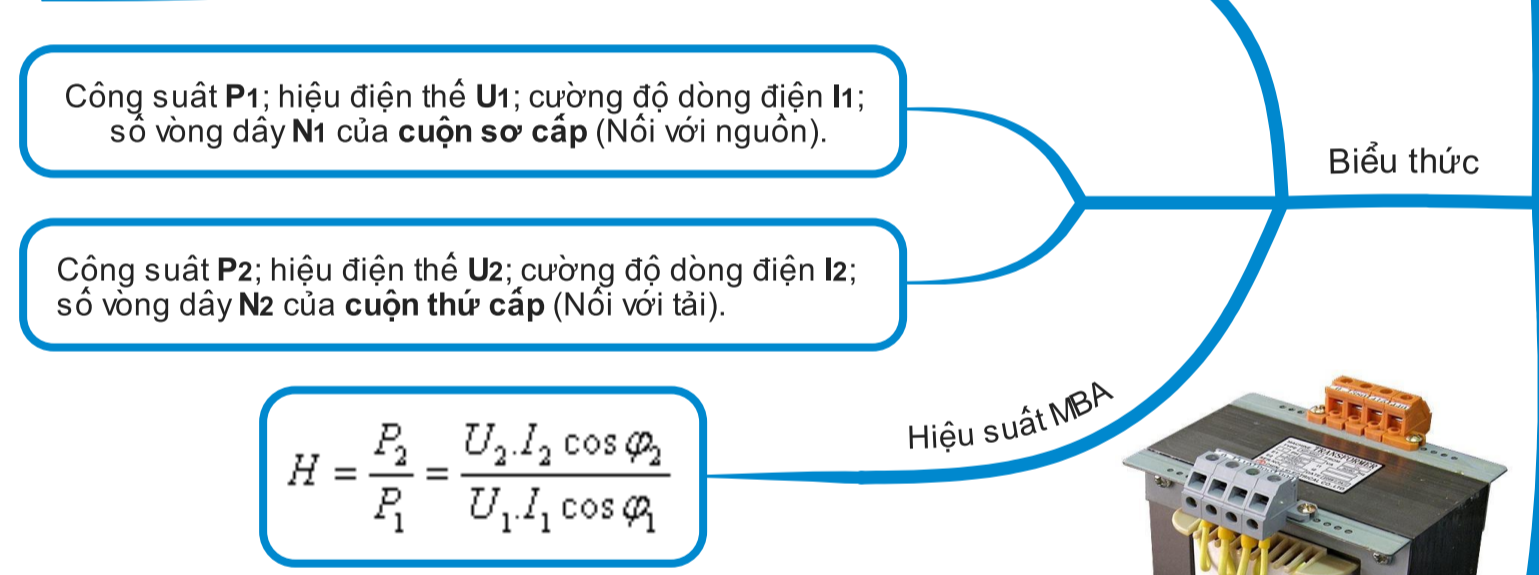 Công suất P1; hiệu điện thế U1; cường độ dòng điện I1;
số vòng dây N1 của cuộn sơ cấp (Nối với nguồn).
Biểu thức
Công suất P2; hiệu điện thế U2; cường độ dòng điện I2;
số vòng dây N2 của cuộn thứ cấp (Nối với tải).
Hiệu suất MBA
H = P₂/P₁ = U₂.I₂ cos φ₂ / U₁.I₁ cos φ₁
TRANSFORMER